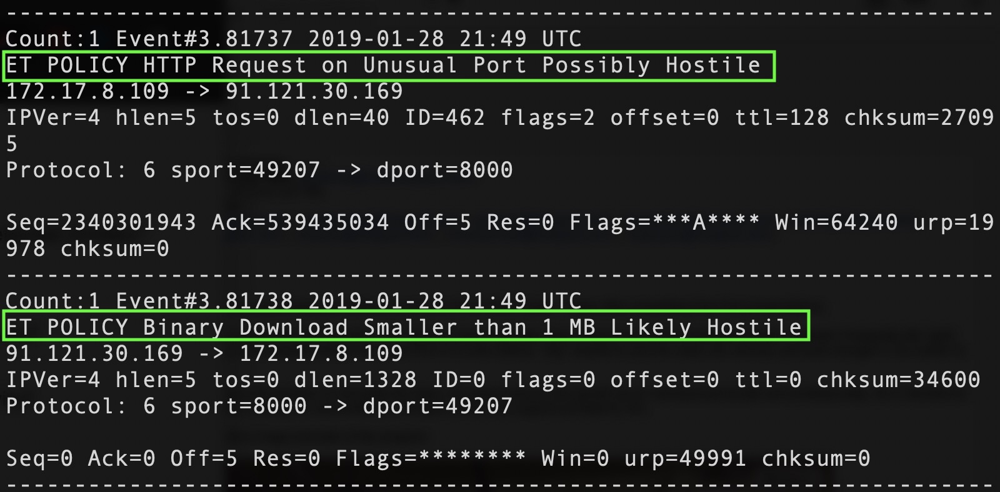 --------------------------------------------------------------------------------
Count:1 Event#3.81737 2019-01-28 21:49 UTC
ET POLICY HTTP Request on Unusual Port Possibly Hostile
172.17.8.109 -> 91.121.30.169
IPVer=4 hlen=5 tos=0 dlen=40 ID=462 flags=2 offset=0 ttl=128 chksum=2709
5
Protocol: 6 sport=49207 -> dport=8000
Seq=2340301943 Ack=539435034 Off=5 Res=0 Flags=***A**** Win=64240 urp=19
978 chksum=0
--------------------------------------------------------------------------------
Count:1 Event#3.81738 2019-01-28 21:49 UTC
ET POLICY Binary Download Smaller than 1 MB Likely Hostile
91.121.30.169 -> 172.17.8.109
IPVer=4 hlen=5 tos=0 dlen=1328 ID=0 flags=0 offset=0 ttl=0 chksum=34600
Protocol: 6 sport=8000 -> dport=49207
Seq=0 Ack=0 Off=5 Res=0 Flags=******** Win=0 urp=49991 chksum=0
--------------------------------------------------------------------------------